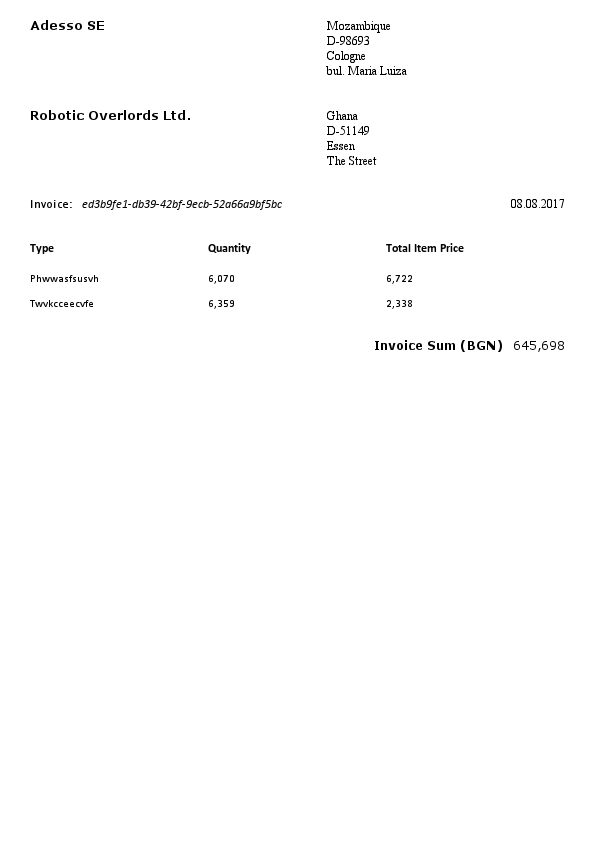 Adesso SE
Mozambique
D-98693
Cologne
bul. Maria Luiza
Robotic Overlords Ltd.
Ghana
D-51149
Essen
The Street
Invoice: ed3b9fe1-db39-42bf-9ecb-52a66a9bf5bc 08.08.2017
Type Quantity Total Item Price
Phwwasfsusvh 6,070 6,722
Twvkcceecvfe 6,359 2,338
Invoice Sum (BGN) 645,698